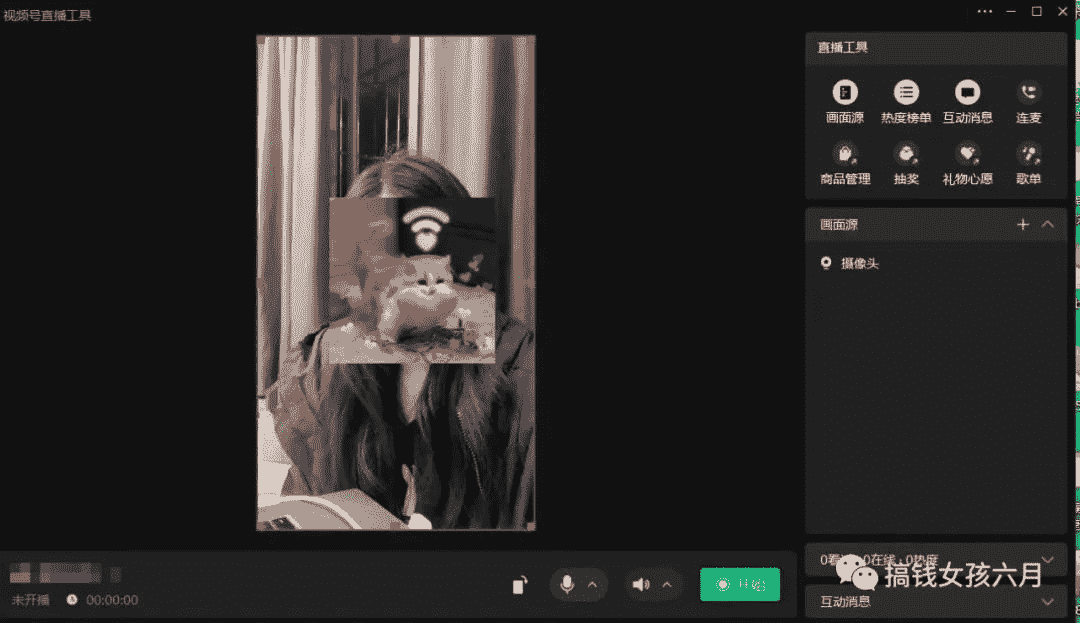 视频号直播工具
直播工具
画面源 热度榜单 互动消息 连麦
商品管理 抽奖 礼物心愿 歌单
画面源
摄像头
0在线 · 0热度
搞钱女孩六月
互动消息
未开播 00:00:00